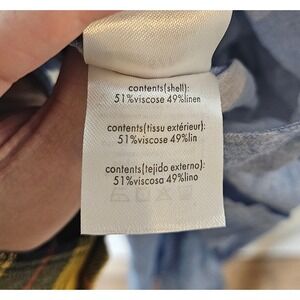 contents(shell):
51%viscose 49%linen
contents(tissu extérieur):
51%viscose 49%lin
contents(tejido externo):
51%viscosa 49%lino